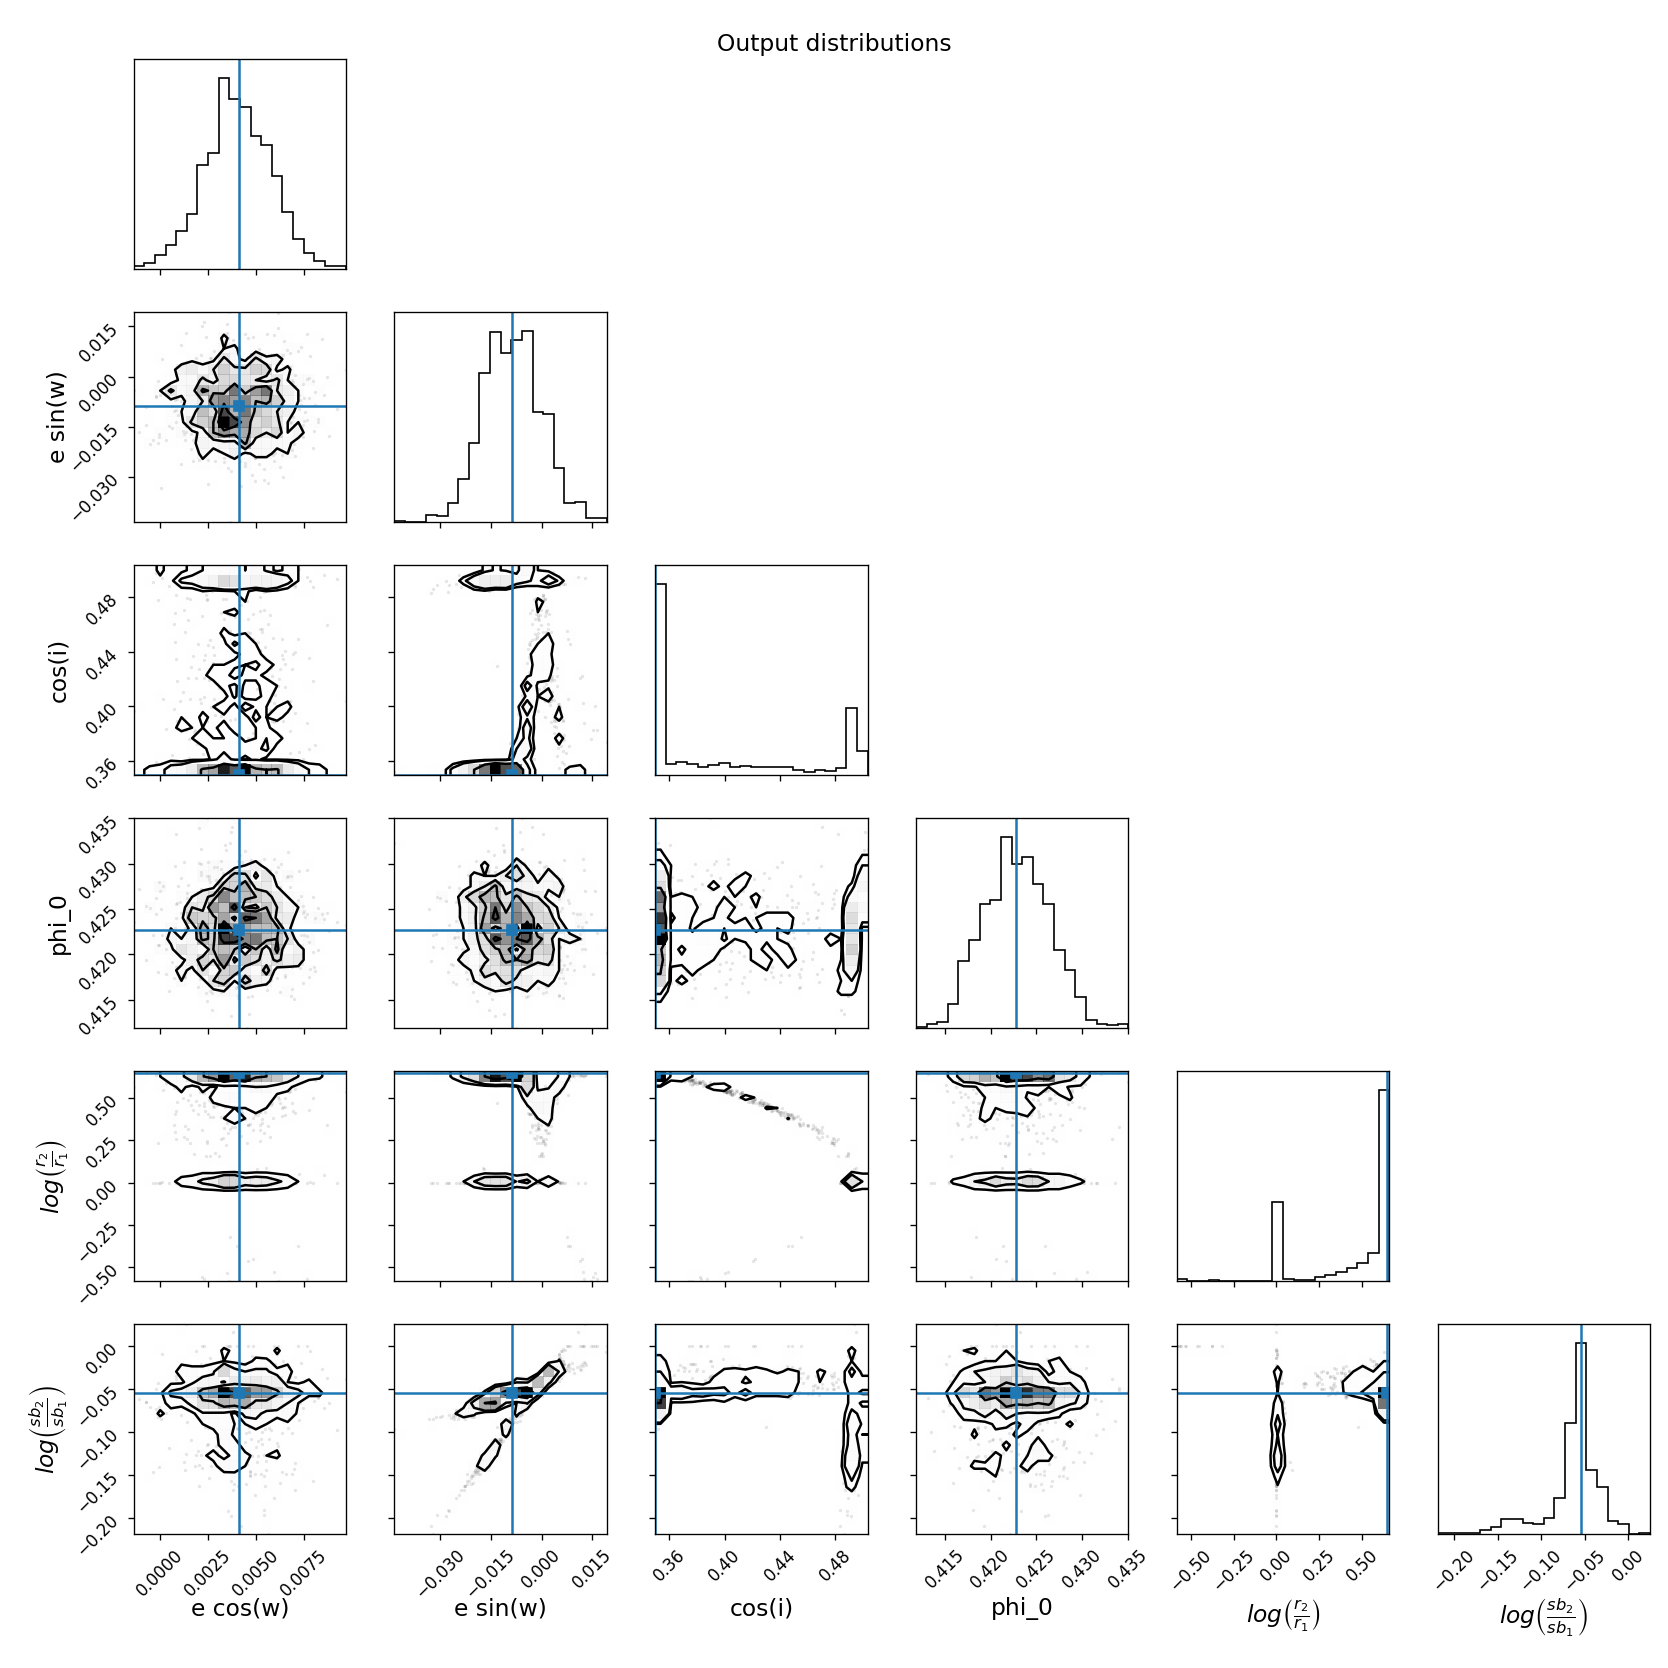 Output distributions
e sin(w)
0.015
0.000
−0.015
−0.030
cos(i)
0.48
0.44
0.40
0.36
phi_0
0.435
0.430
0.425
0.420
0.415
log(r₂/r₁)
0.50
0.25
0.00
−0.25
−0.50
log(sb₂/sb₁)
0.00
−0.05
−0.10
−0.15
−0.20
0.0000 0.0025 0.0050 0.0075 −0.030 −0.015 0.000 0.015 0.36 0.40 0.44 0.48 0.415 0.420 0.425 0.430 0.435 −0.50 −0.25 0.00 0.25 0.50 −0.20 −0.15 −0.10 −0.05 0.00
e cos(w) e sin(w) cos(i) phi_0 log(r₂/r₁) log(sb₂/sb₁)